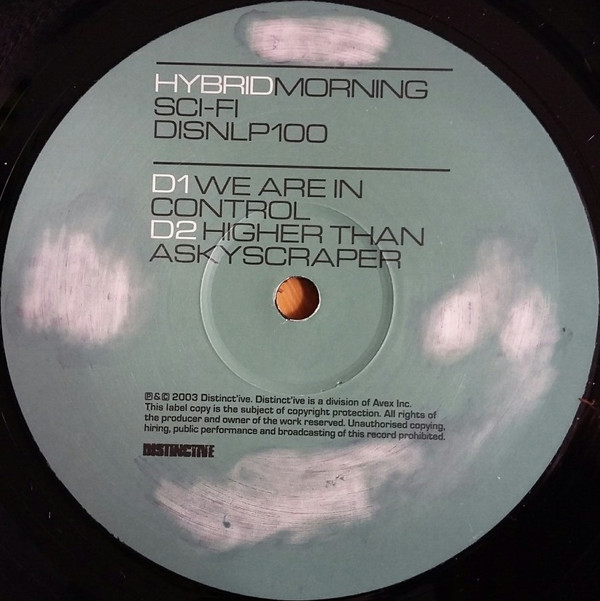 HYBRIDMORNING
SCI-FI
DISNLP100
D1 WE ARE IN
CONTROL
D2 HIGHER THAN
ASKYSCRAPER
℗&© 2003 Distinct'ive. Distinct'ive is a division of Avex Inc.
This label copy is the subject of copyright protection. All rights of
the producer and owner of the work reserved. Unauthorised copying,
hiring, public performance and broadcasting of this record prohibited.
DISTINCT'IVE